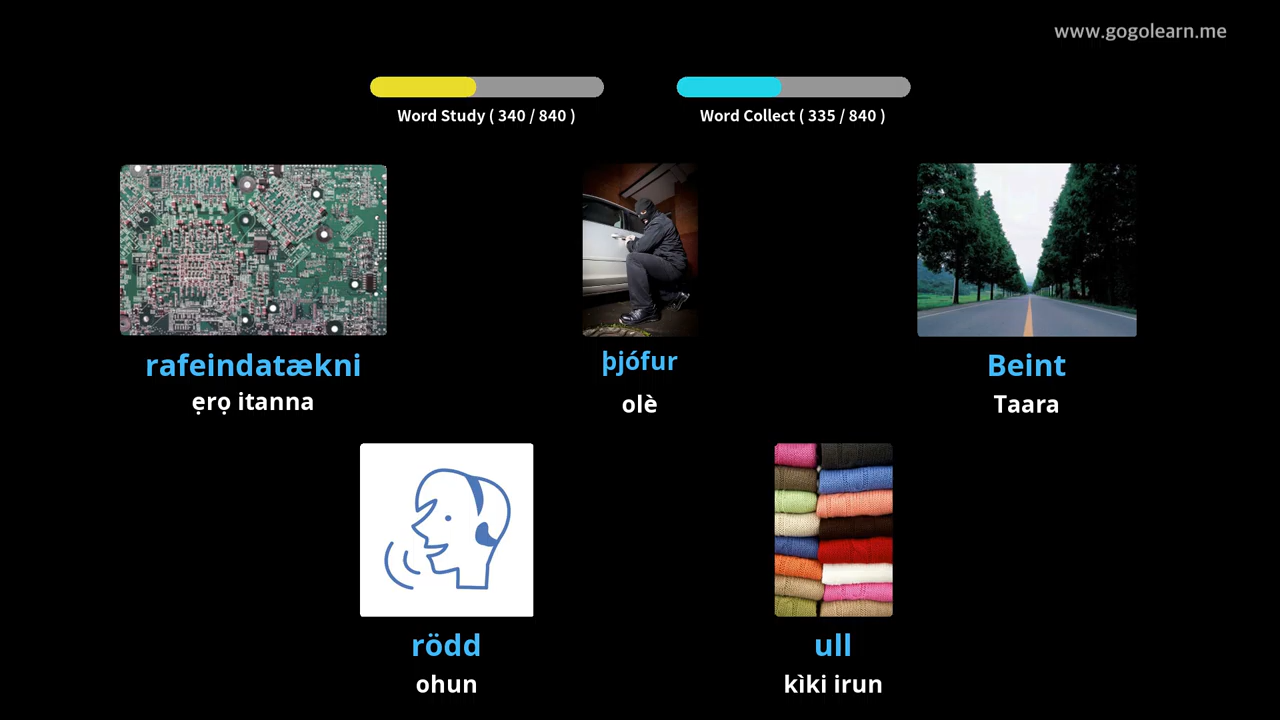 www.gogolearn.me
Word Study ( 340 / 840 )
Word Collect ( 335 / 840 )
rafeindatækni
ẹrọ itanna
þjófur
olè
Beint
Taara
rödd
ohun
ull
kìki irun